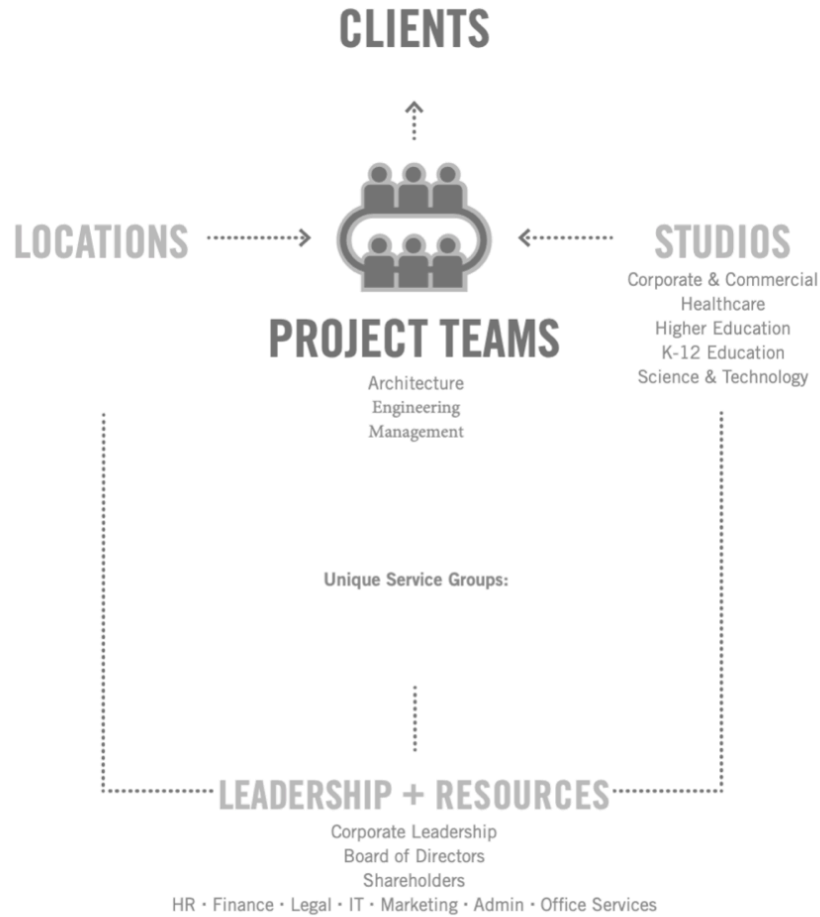 CLIENTS
LOCATIONS
STUDIOS
Corporate & Commercial
Healthcare
Higher Education
K-12 Education
Science & Technology
PROJECT TEAMS
Architecture
Engineering
Management
Unique Service Groups:
LEADERSHIP + RESOURCES
Corporate Leadership
Board of Directors
Shareholders
HR · Finance · Legal · IT · Marketing · Admin · Office Services